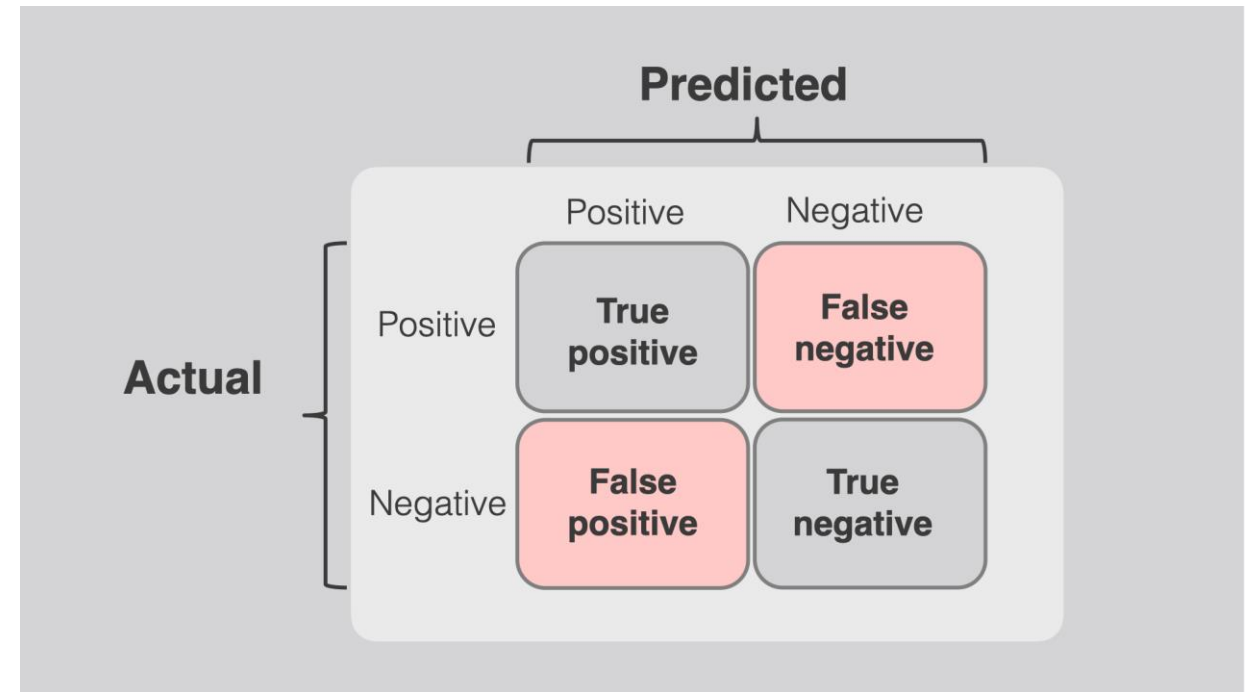 Predicted
Positive
Negative
Actual
Positive
True
positive
False
negative
Negative
False
positive
True
negative